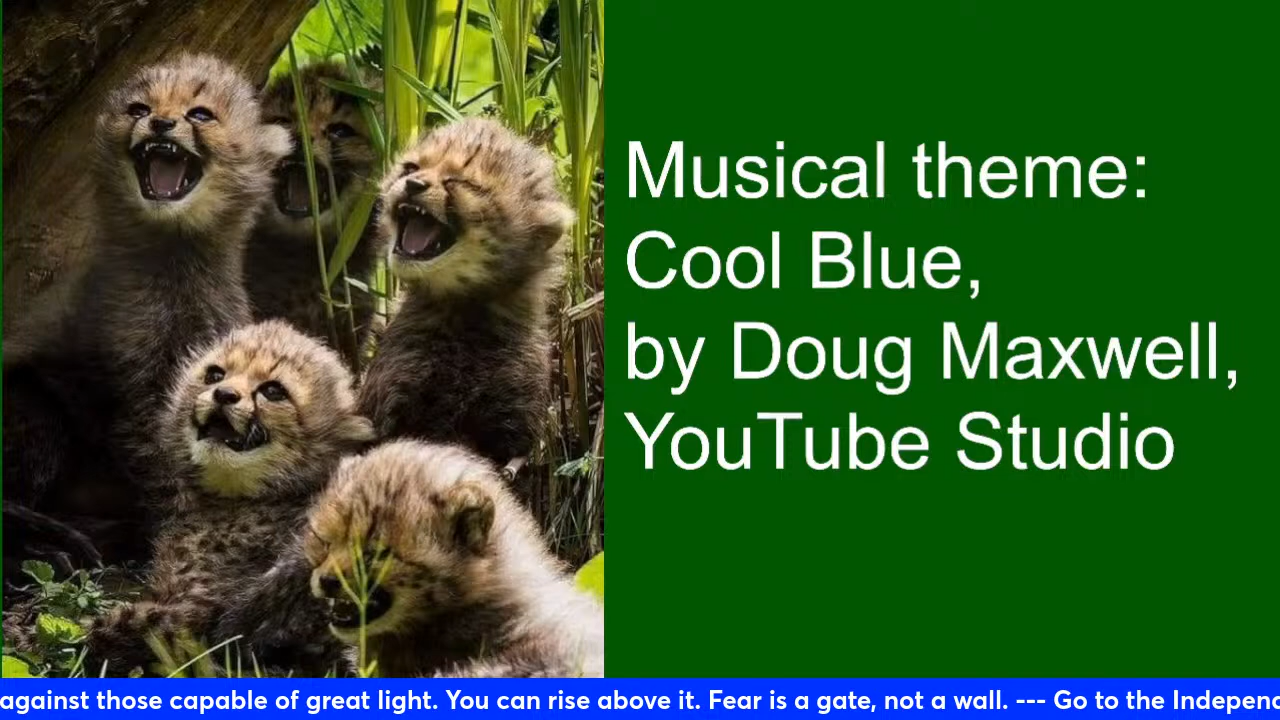 Musical theme:
Cool Blue,
by Doug Maxwell,
YouTube Studio
against those capable of great light. You can rise above it. Fear is a gate, not a wall. --- Go to the Independ